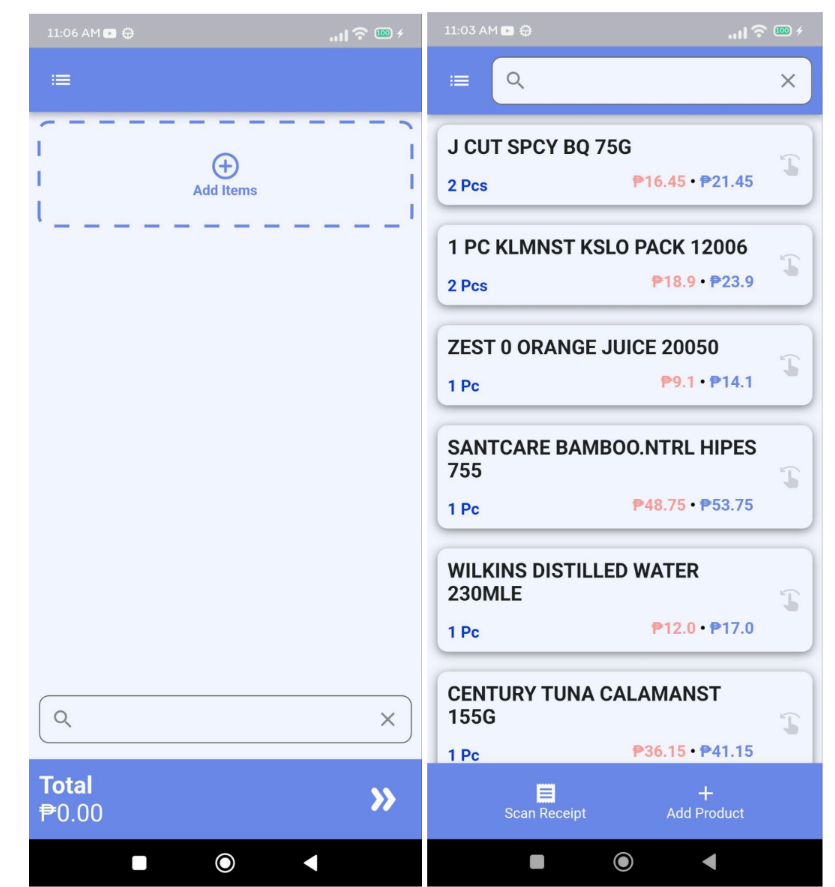 11:06 AM
100
Add Items
Total
₱0.00
11:03 AM
100
J CUT SPCY BQ 75G
2 Pcs
₱16.45 • ₱21.45
1 PC KLMNST KSLO PACK 12006
2 Pcs
₱18.9 • ₱23.9
ZEST 0 ORANGE JUICE 20050
1 Pc
₱9.1 • ₱14.1
SANTCARE BAMBOO.NTRL HIPES
755
1 Pc
₱48.75 • ₱53.75
WILKINS DISTILLED WATER
230MLE
1 Pc
₱12.0 • ₱17.0
CENTURY TUNA CALAMANST
155G
1 Pc
₱36.15 • ₱41.15
Scan Receipt
Add Product